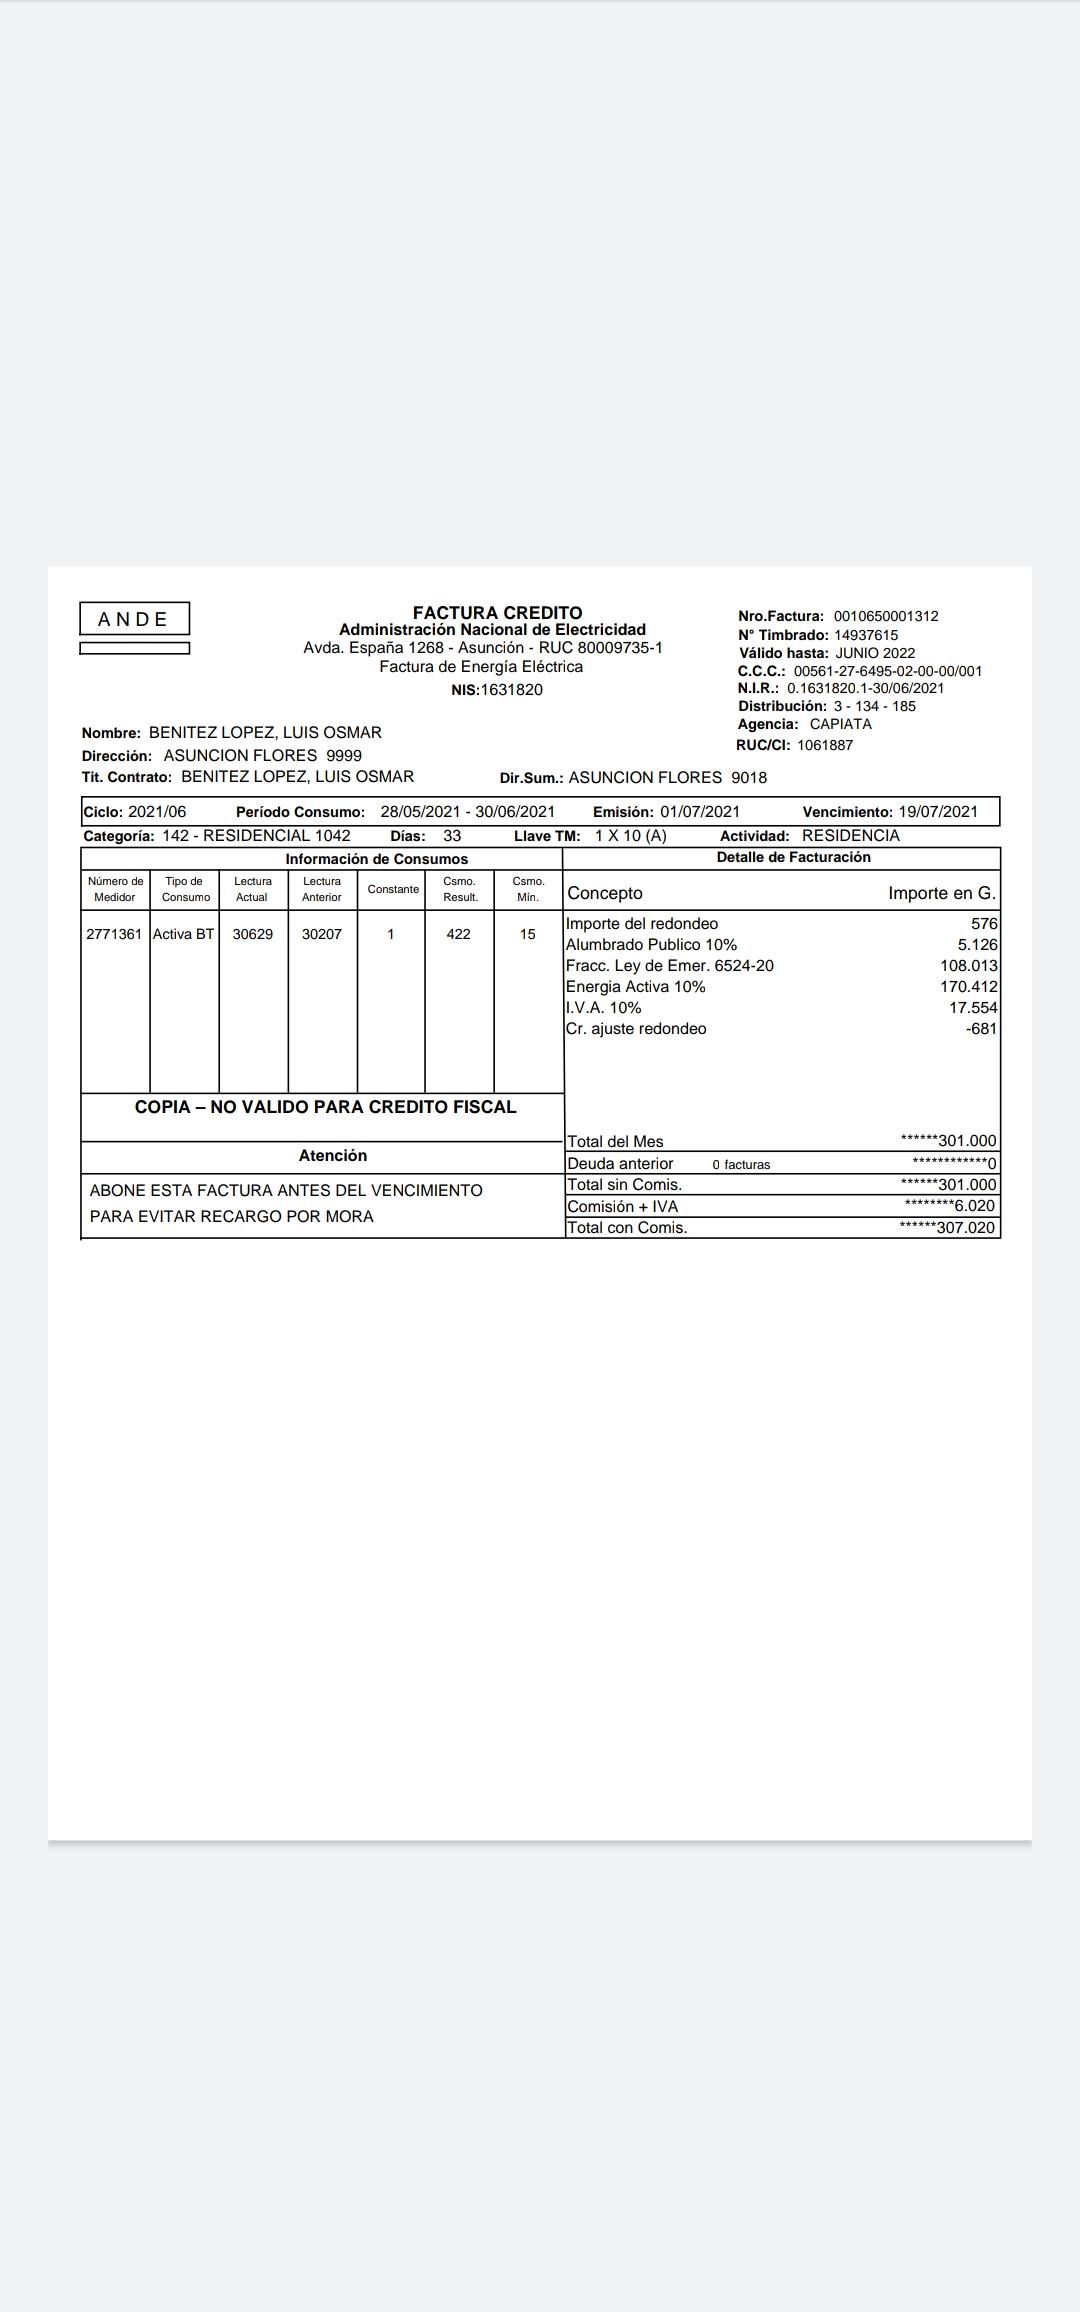 ANDE
FACTURA CREDITO
Administración Nacional de Electricidad
Avda. España 1268 - Asunción - RUC 80009735-1
Factura de Energía Eléctrica
NIS:1631820
Nro.Factura: 0010650001312
N° Timbrado: 14937615
Válido hasta: JUNIO 2022
C.C.C.: 00561-27-6495-02-00-00/001
N.I.R.: 0.1631820.1-30/06/2021
Distribución: 3 - 134 - 185
Agencia: CAPIATA
RUC/CI: 1061887
Nombre: BENITEZ LOPEZ, LUIS OSMAR
Dirección: ASUNCION FLORES 9999
Tit. Contrato: BENITEZ LOPEZ, LUIS OSMAR Dir.Sum.: ASUNCION FLORES 9018
Ciclo: 2021/06 Período Consumo: 28/05/2021 - 30/06/2021 Emisión: 01/07/2021 Vencimiento: 19/07/2021
Categoría: 142 - RESIDENCIAL 1042 Días: 33 Llave TM: 1 X 10 (A) Actividad: RESIDENCIA
Información de Consumos
Número de Medidor Tipo de Consumo Lectura Actual Lectura Anterior Constante Csmo. Result. Csmo. Mín.
2771361 Activa BT 30629 30207 1 422 15
COPIA – NO VALIDO PARA CREDITO FISCAL
Atención
ABONE ESTA FACTURA ANTES DEL VENCIMIENTO
PARA EVITAR RECARGO POR MORA
Detalle de Facturación
Concepto Importe en G.
Importe del redondeo 576
Alumbrado Publico 10% 5.126
Fracc. Ley de Emer. 6524-20 108.013
Energia Activa 10% 170.412
I.V.A. 10% 17.554
Cr. ajuste redondeo -681
Total del Mes ******301.000
Deuda anterior 0 facturas ************0
Total sin Comis. ******301.000
Comisión + IVA ********6.020
Total con Comis. ******307.020